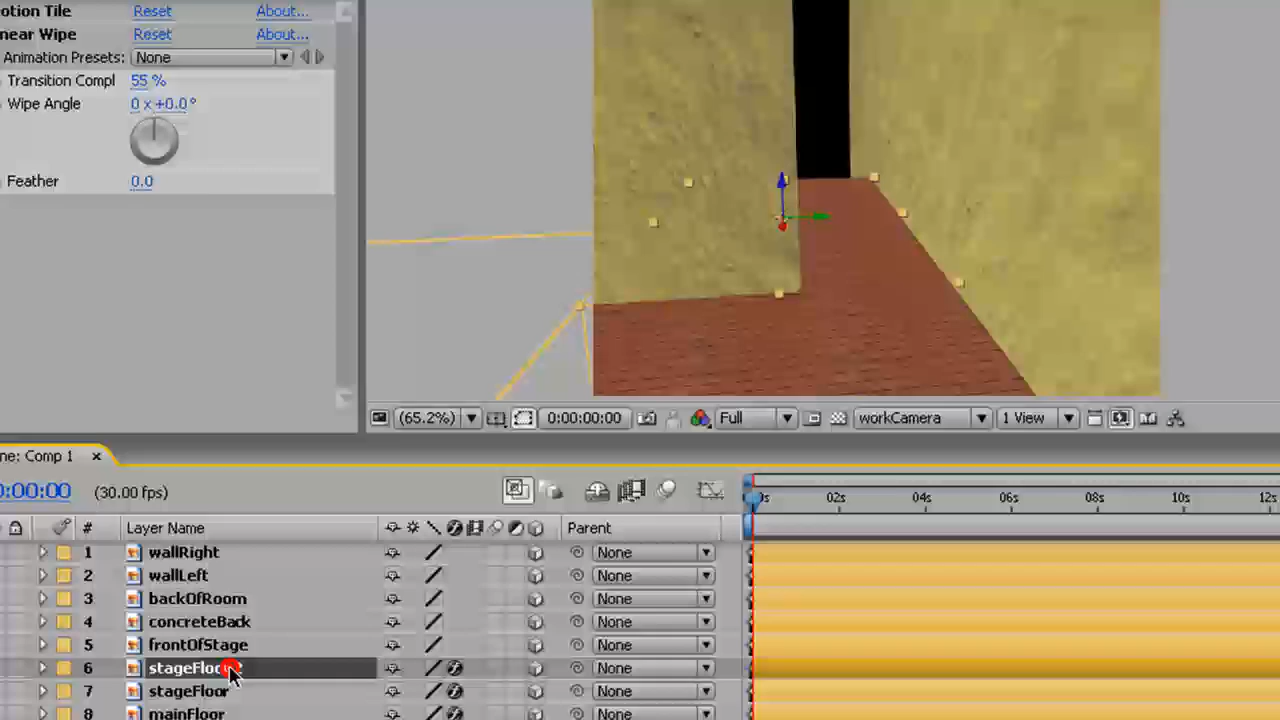 otion Tile Reset About...
near Wipe Reset About...
Animation Presets: None
Transition Compl 55 %
Wipe Angle 0 x +0.0°
Feather 0.0
(65.2%) 0:00:00:00 Full workCamera 1 View
ne: Comp 1 ×
0:00:00 (30.00 fps)
0s 02s 04s 06s 08s 10s 12s
# Layer Name Parent
1 wallRight None
2 wallLeft None
3 backOfRoom None
4 concreteBack None
5 frontOfStage None
6 None
7 stageFloor None
8 mainFloor None